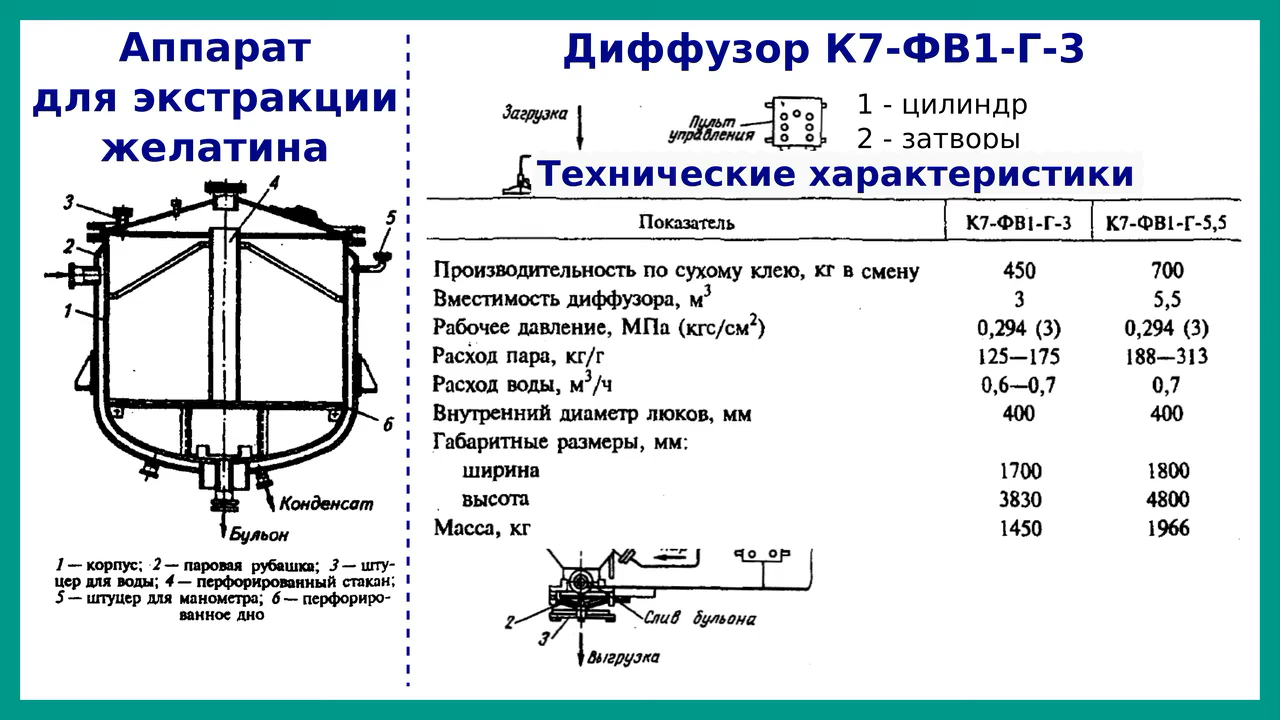 Аппарат
для экстракции
желатина
4
3
5
2
1
6
Конденсат
Бульон
1 — корпус; 2 — паровая рубашка; 3 — шту-
цер для воды; 4 — перфорированный стакан;
5 — штуцер для манометра; 6 — перфориро-
ванное дно
Диффузор К7-ФВ1-Г-3
Загрузка
Пульт
управления
1 - цилиндр
2 - затворы
Технические характеристики
Показатель К7-ФВ1-Г-3 К7-ФВ1-Г-5,5
Производительность по сухому клею, кг в смену 450 700
Вместимость диффузора, м³ 3 5,5
Рабочее давление, МПа (кгс/см²) 0,294 (3) 0,294 (3)
Расход пара, кг/г 125—175 188—313
Расход воды, м³/ч 0,6—0,7 0,7
Внутренний диаметр люков, мм 400 400
Габаритные размеры, мм:
ширина 1700 1800
высота 3830 4800
Масса, кг 1450 1966
2
3
Слив бульона
Выгрузка